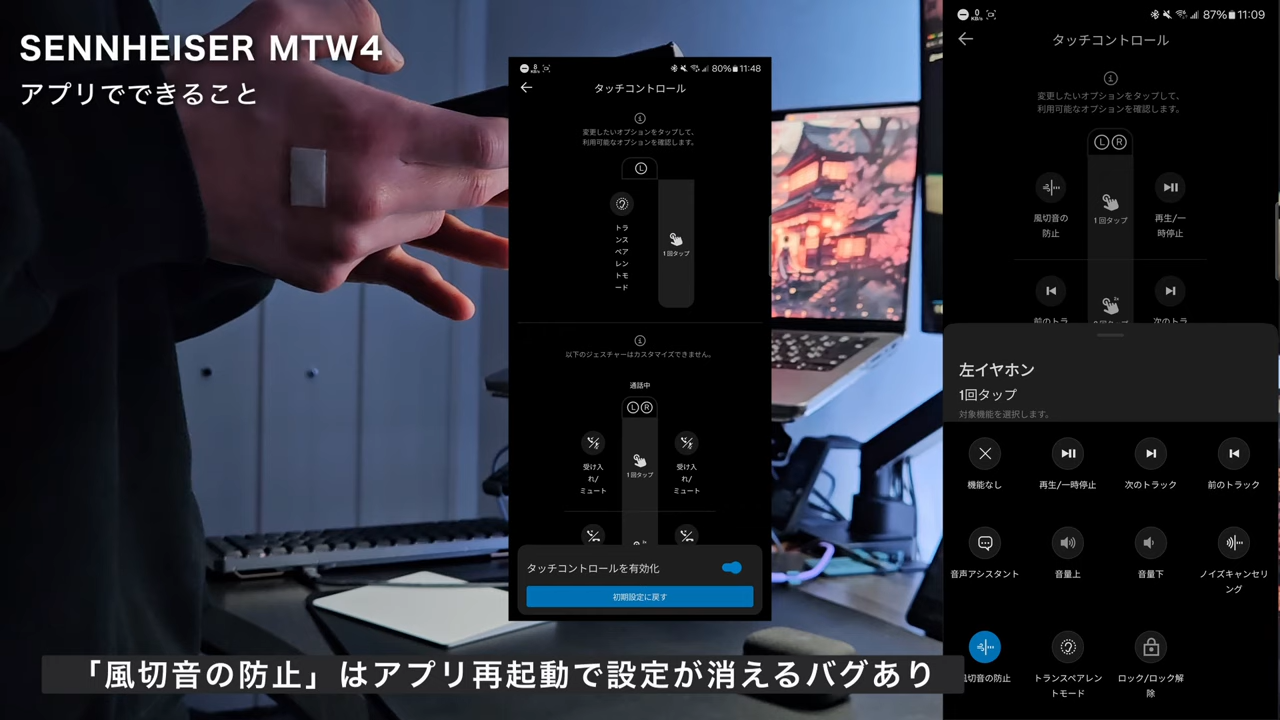 SENNHEISER MTW4
アプリでできること
8
KB/s
80%
11:48
タッチコントロール
変更したいオプションをタップして、
利用可能なオプションを確認します。
L
トラ
ンス
ペア
レン
トモ
ード
1回タップ
以下のジェスチャーはカスタマイズできません。
通話中
L R
受け入
れ/
ミュート
1回タップ
受け入
れ/
ミュート
タッチコントロールを有効化
初期設定に戻す
0
KB/s
87%
11:09
タッチコントロール
変更したいオプションをタップして、
利用可能なオプションを確認します。
L R
風切音の
防止
1回タップ
再生/一
時停止
前のトラ
次のトラ
左イヤホン
1回タップ
対象機能を選択します。
機能なし
再生/一時停止
次のトラック
前のトラック
音声アシスタント
音量上
音量下
ノイズキャンセリ
ング
風切音の防止
トランスペアレン
トモード
ロック/ロック解
除
「風切音の防止」はアプリ再起動で設定が消えるバグあり